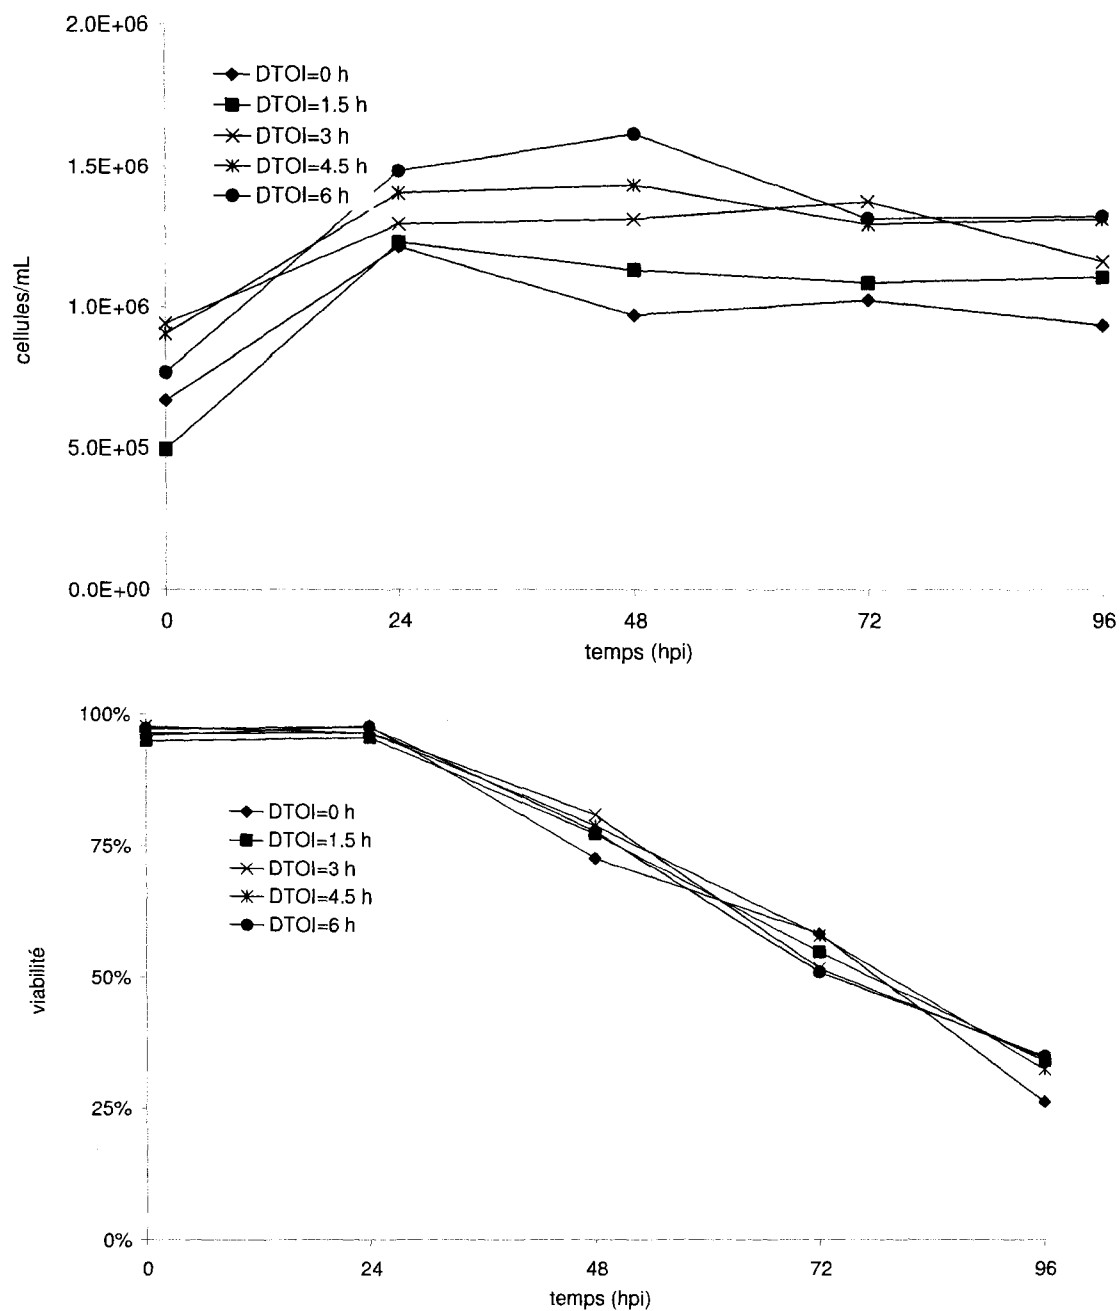 2.0E+06
DTOI=0 h
DTOI=1.5 h
DTOI=3 h
DTOI=4.5 h
DTOI=6 h
1.5E+06
1.0E+06
5.0E+05
0.0E+00
cellules/mL
0 24 48 72 96
temps (hpi)
100%
DTOI=0 h
DTOI=1.5 h
DTOI=3 h
DTOI=4.5 h
DTOI=6 h
75%
50%
25%
0%
viabilité
0 24 48 72 96
temps (hpi)